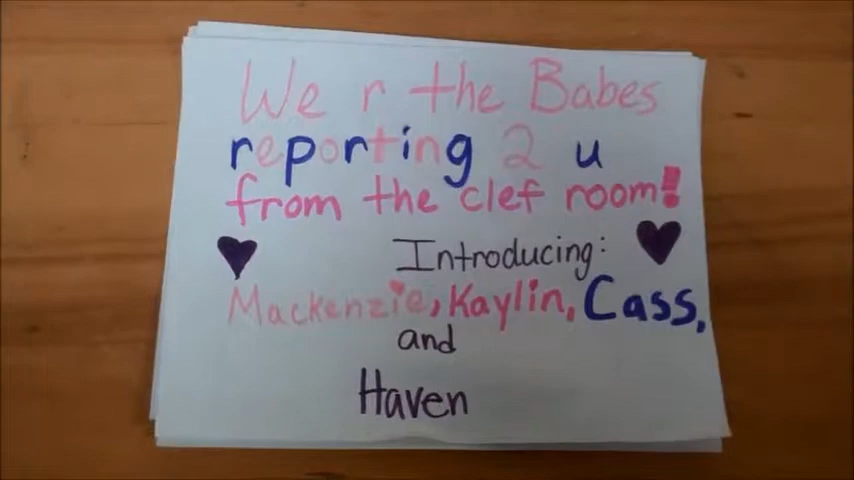 We r the Babes
reporting 2 u
from the clef room!
Introducing:
Mackenzie, Kaylin, Cass,
and
Haven